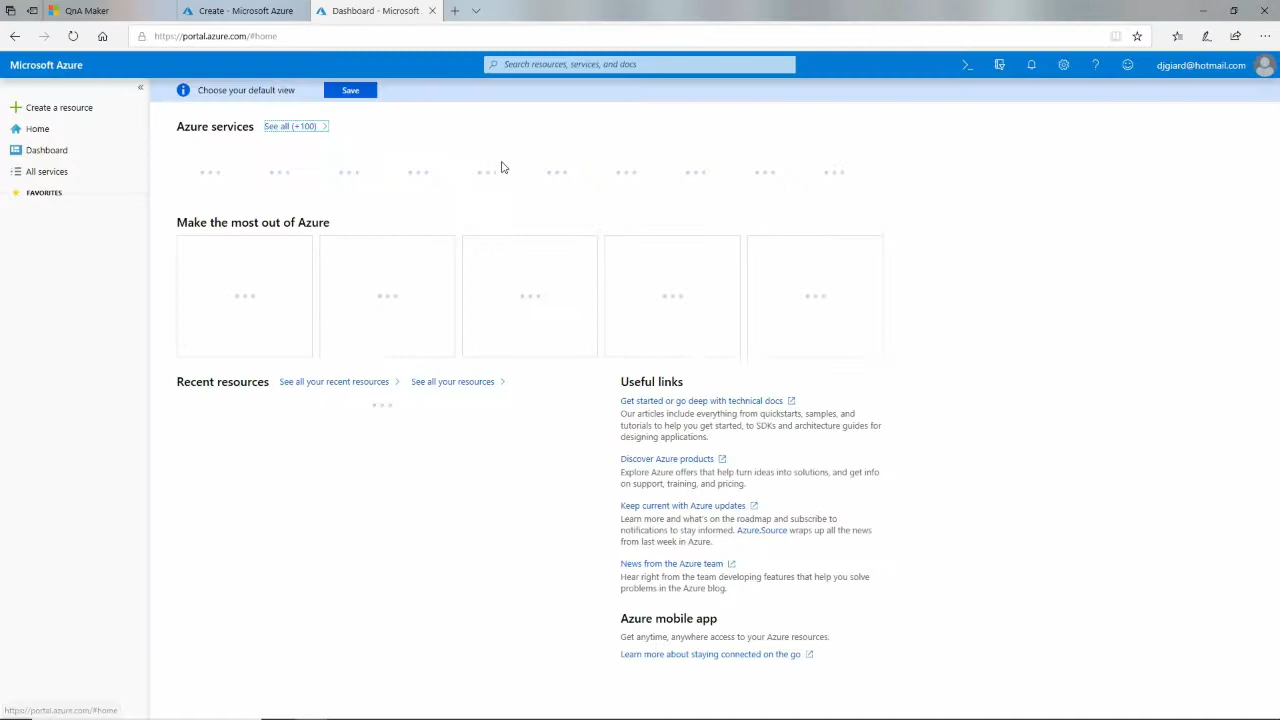 QnA Maker
Create - Microsoft Azure
Dashboard - Microsoft
https://portal.azure.com/#home
Microsoft Azure
Search resources, services, and docs
djgiard@hotmail.com
Choose your default view
Save
Create a resource
Home
Dashboard
All services
FAVORITES
Azure services
See all (+100)
Make the most out of Azure
Recent resources
See all your recent resources
See all your resources
Useful links
Get started or go deep with technical docs
Our articles include everything from quickstarts, samples, and
tutorials to help you get started, to SDKs and architecture guides for
designing applications.
Discover Azure products
Explore Azure offers that help turn ideas into solutions, and get info
on support, training, and pricing.
Keep current with Azure updates
Learn more and what's on the roadmap and subscribe to
notifications to stay informed. Azure.Source wraps up all the news
from last week in Azure.
News from the Azure team
Hear right from the team developing features that help you solve
problems in the Azure blog.
Azure mobile app
Get anytime, anywhere access to your Azure resources.
Learn more about staying connected on the go
https://portal.azure.com/#home